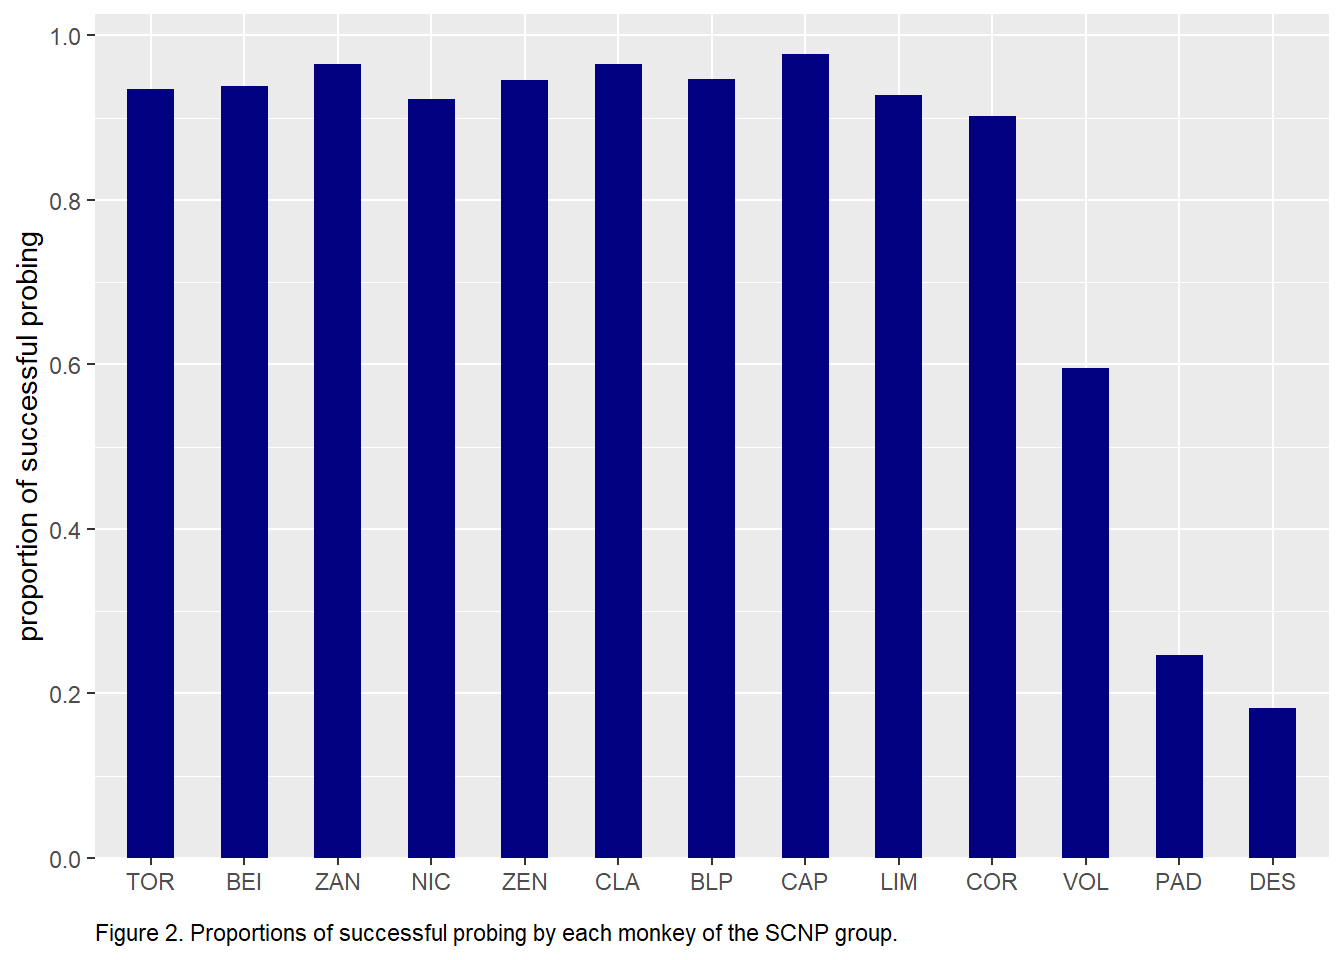 proportion of successful probing
1.0
0.8
0.6
0.4
0.2
0.0
TOR BEI ZAN NIC ZEN CLA BLP CAP LIM COR VOL PAD DES
Figure 2. Proportions of successful probing by each monkey of the SCNP group.